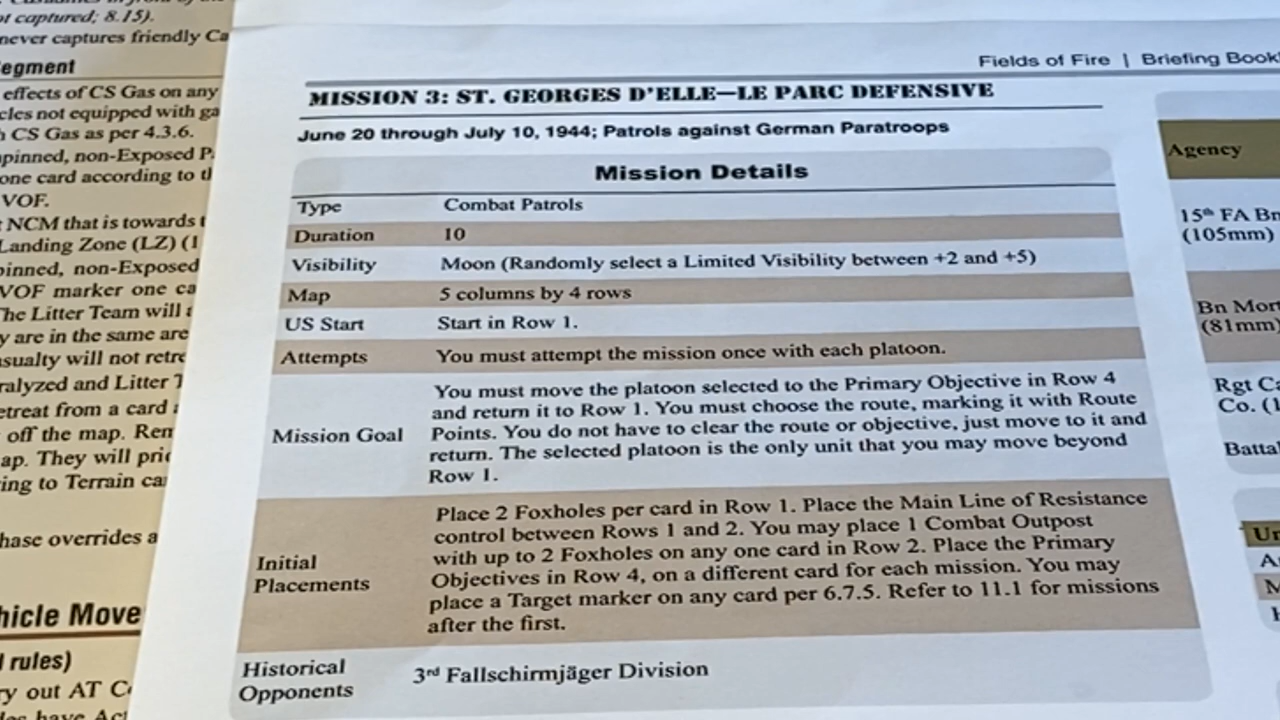 ot captured; 8.15).
never captures friendly Ca
egment
effects of CS Gas on any
cles not equipped with ga
CS Gas as per 4.3.6.
pinned, non-Exposed P
one card according to t
VOF.
NCM that is towards t
Landing Zone (LZ) (1
pinned, non-Exposed
VOF marker one ca
The Litter Team will
y are in the same are
sualty will not retre
ralyzed and Litter T
etreat from a card
off the map. Rem
ap. They will pri
ing to Terrain ca
hase overrides a
hicle Move
l rules)
ry out AT C
les have Act
Fields of Fire | Briefing Book
MISSION 3: ST. GEORGES D'ELLE—LE PARC DEFENSIVE
June 20 through July 10, 1944; Patrols against German Paratroops
Mission Details
Type Combat Patrols
Duration 10
Visibility Moon (Randomly select a Limited Visibility between +2 and +5)
Map 5 columns by 4 rows
US Start Start in Row 1.
Attempts You must attempt the mission once with each platoon.
Mission Goal You must move the platoon selected to the Primary Objective in Row 4
and return it to Row 1. You must choose the route, marking it with Route
Points. You do not have to clear the route or objective, just move to it and
return. The selected platoon is the only unit that you may move beyond
Row 1.
Initial Placements Place 2 Foxholes per card in Row 1. Place the Main Line of Resistance
control between Rows 1 and 2. You may place 1 Combat Outpost
with up to 2 Foxholes on any one card in Row 2. Place the Primary
Objectives in Row 4, on a different card for each mission. You may
place a Target marker on any card per 6.7.5. Refer to 11.1 for missions
after the first.
Historical Opponents 3rd Fallschirmjäger Division
Agency
15th FA Bn
(105mm)
Bn Mor
(81mm)
Rgt Ca
Co. (1
Batta
Un
A
M